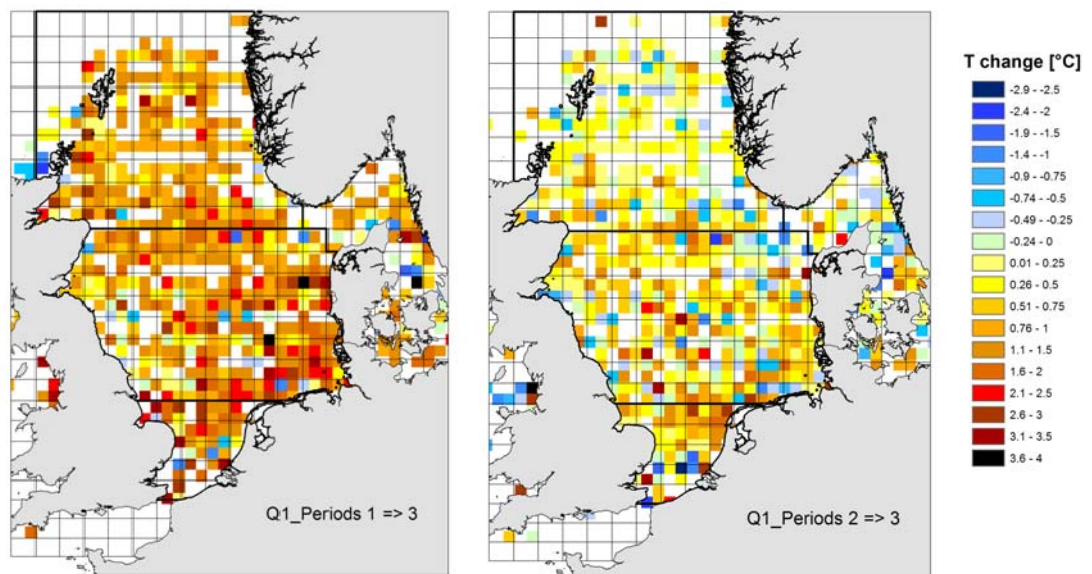 T change [°C]
-2.9 - -2.5
-2.4 - -2
-1.9 - -1.5
-1.4 - -1
-0.9 - -0.75
-0.74 - -0.5
-0.49 - -0.25
-0.24 - 0
0.01 - 0.25
0.26 - 0.5
0.51 - 0.75
0.76 - 1
1.1 - 1.5
1.6 - 2
2.1 - 2.5
2.6 - 3
3.1 - 3.5
3.6 - 4
Q1_Periods 1 => 3
Q1_Periods 2 => 3